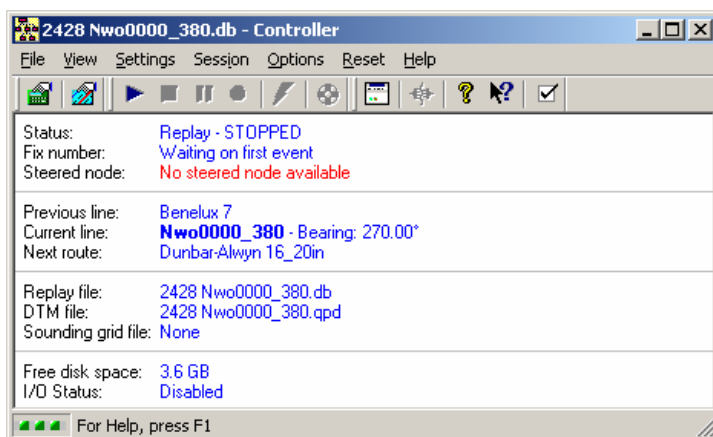 2428 Nwo0000_380.db - Controller
File View Settings Session Options Reset Help
Status: Replay - STOPPED
Fix number: Waiting on first event
Steered node: No steered node available
Previous line: Benelux 7
Current line: Nwo0000_380 - Bearing: 270.00°
Next route: Dunbar-Alwyn 16_20in
Replay file: 2428 Nwo0000_380.db
DTM file: 2428 Nwo0000_380.qpd
Sounding grid file: None
Free disk space: 3.6 GB
I/O Status: Disabled
For Help, press F1